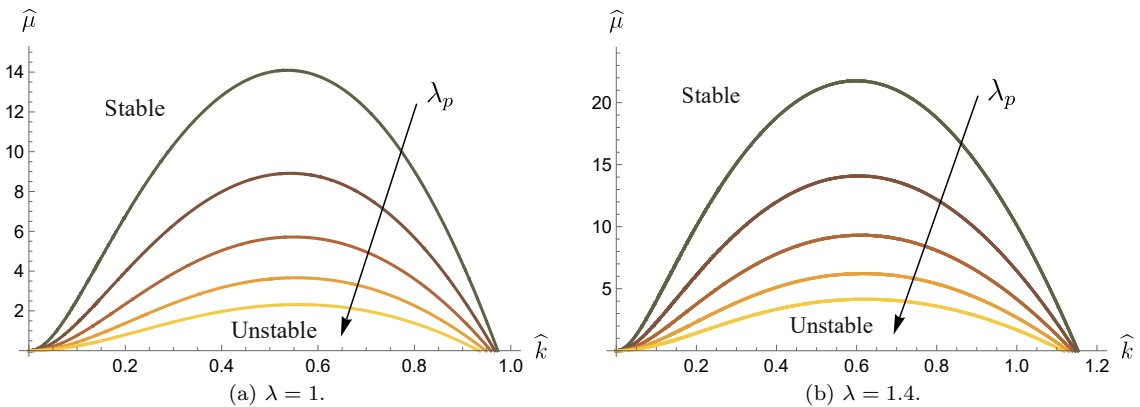 μ̂
14
12
10
8
6
4
2
Stable
λ_p
Unstable
0.2 0.4 0.6 0.8 1.0
k̂
(a) λ = 1.
μ̂
20
15
10
5
Stable
λ_p
Unstable
0.2 0.4 0.6 0.8 1.0 1.2
k̂
(b) λ = 1.4.